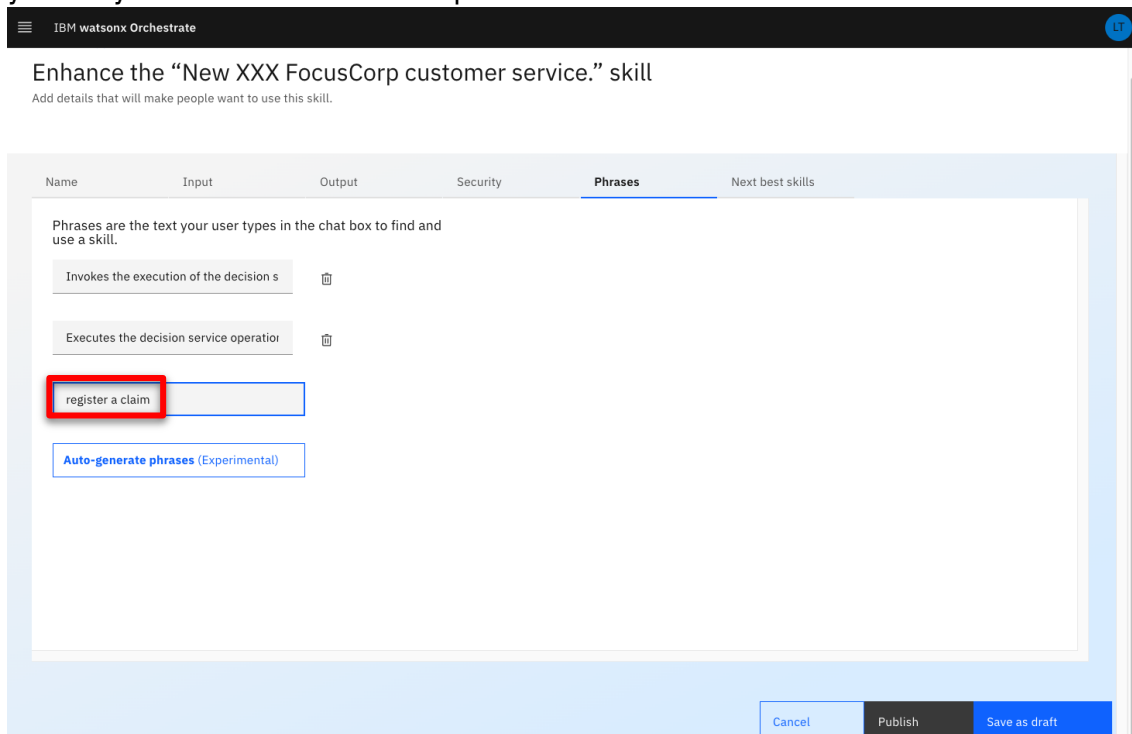 IBM watsonx Orchestrate
LT
Enhance the “New XXX FocusCorp customer service.” skill
Add details that will make people want to use this skill.
Name Input Output Security Phrases Next best skills
Phrases are the text your user types in the chat box to find and
use a skill.
Invokes the execution of the decision s
Executes the decision service operation
register a claim
Auto-generate phrases (Experimental)
Cancel Publish Save as draft